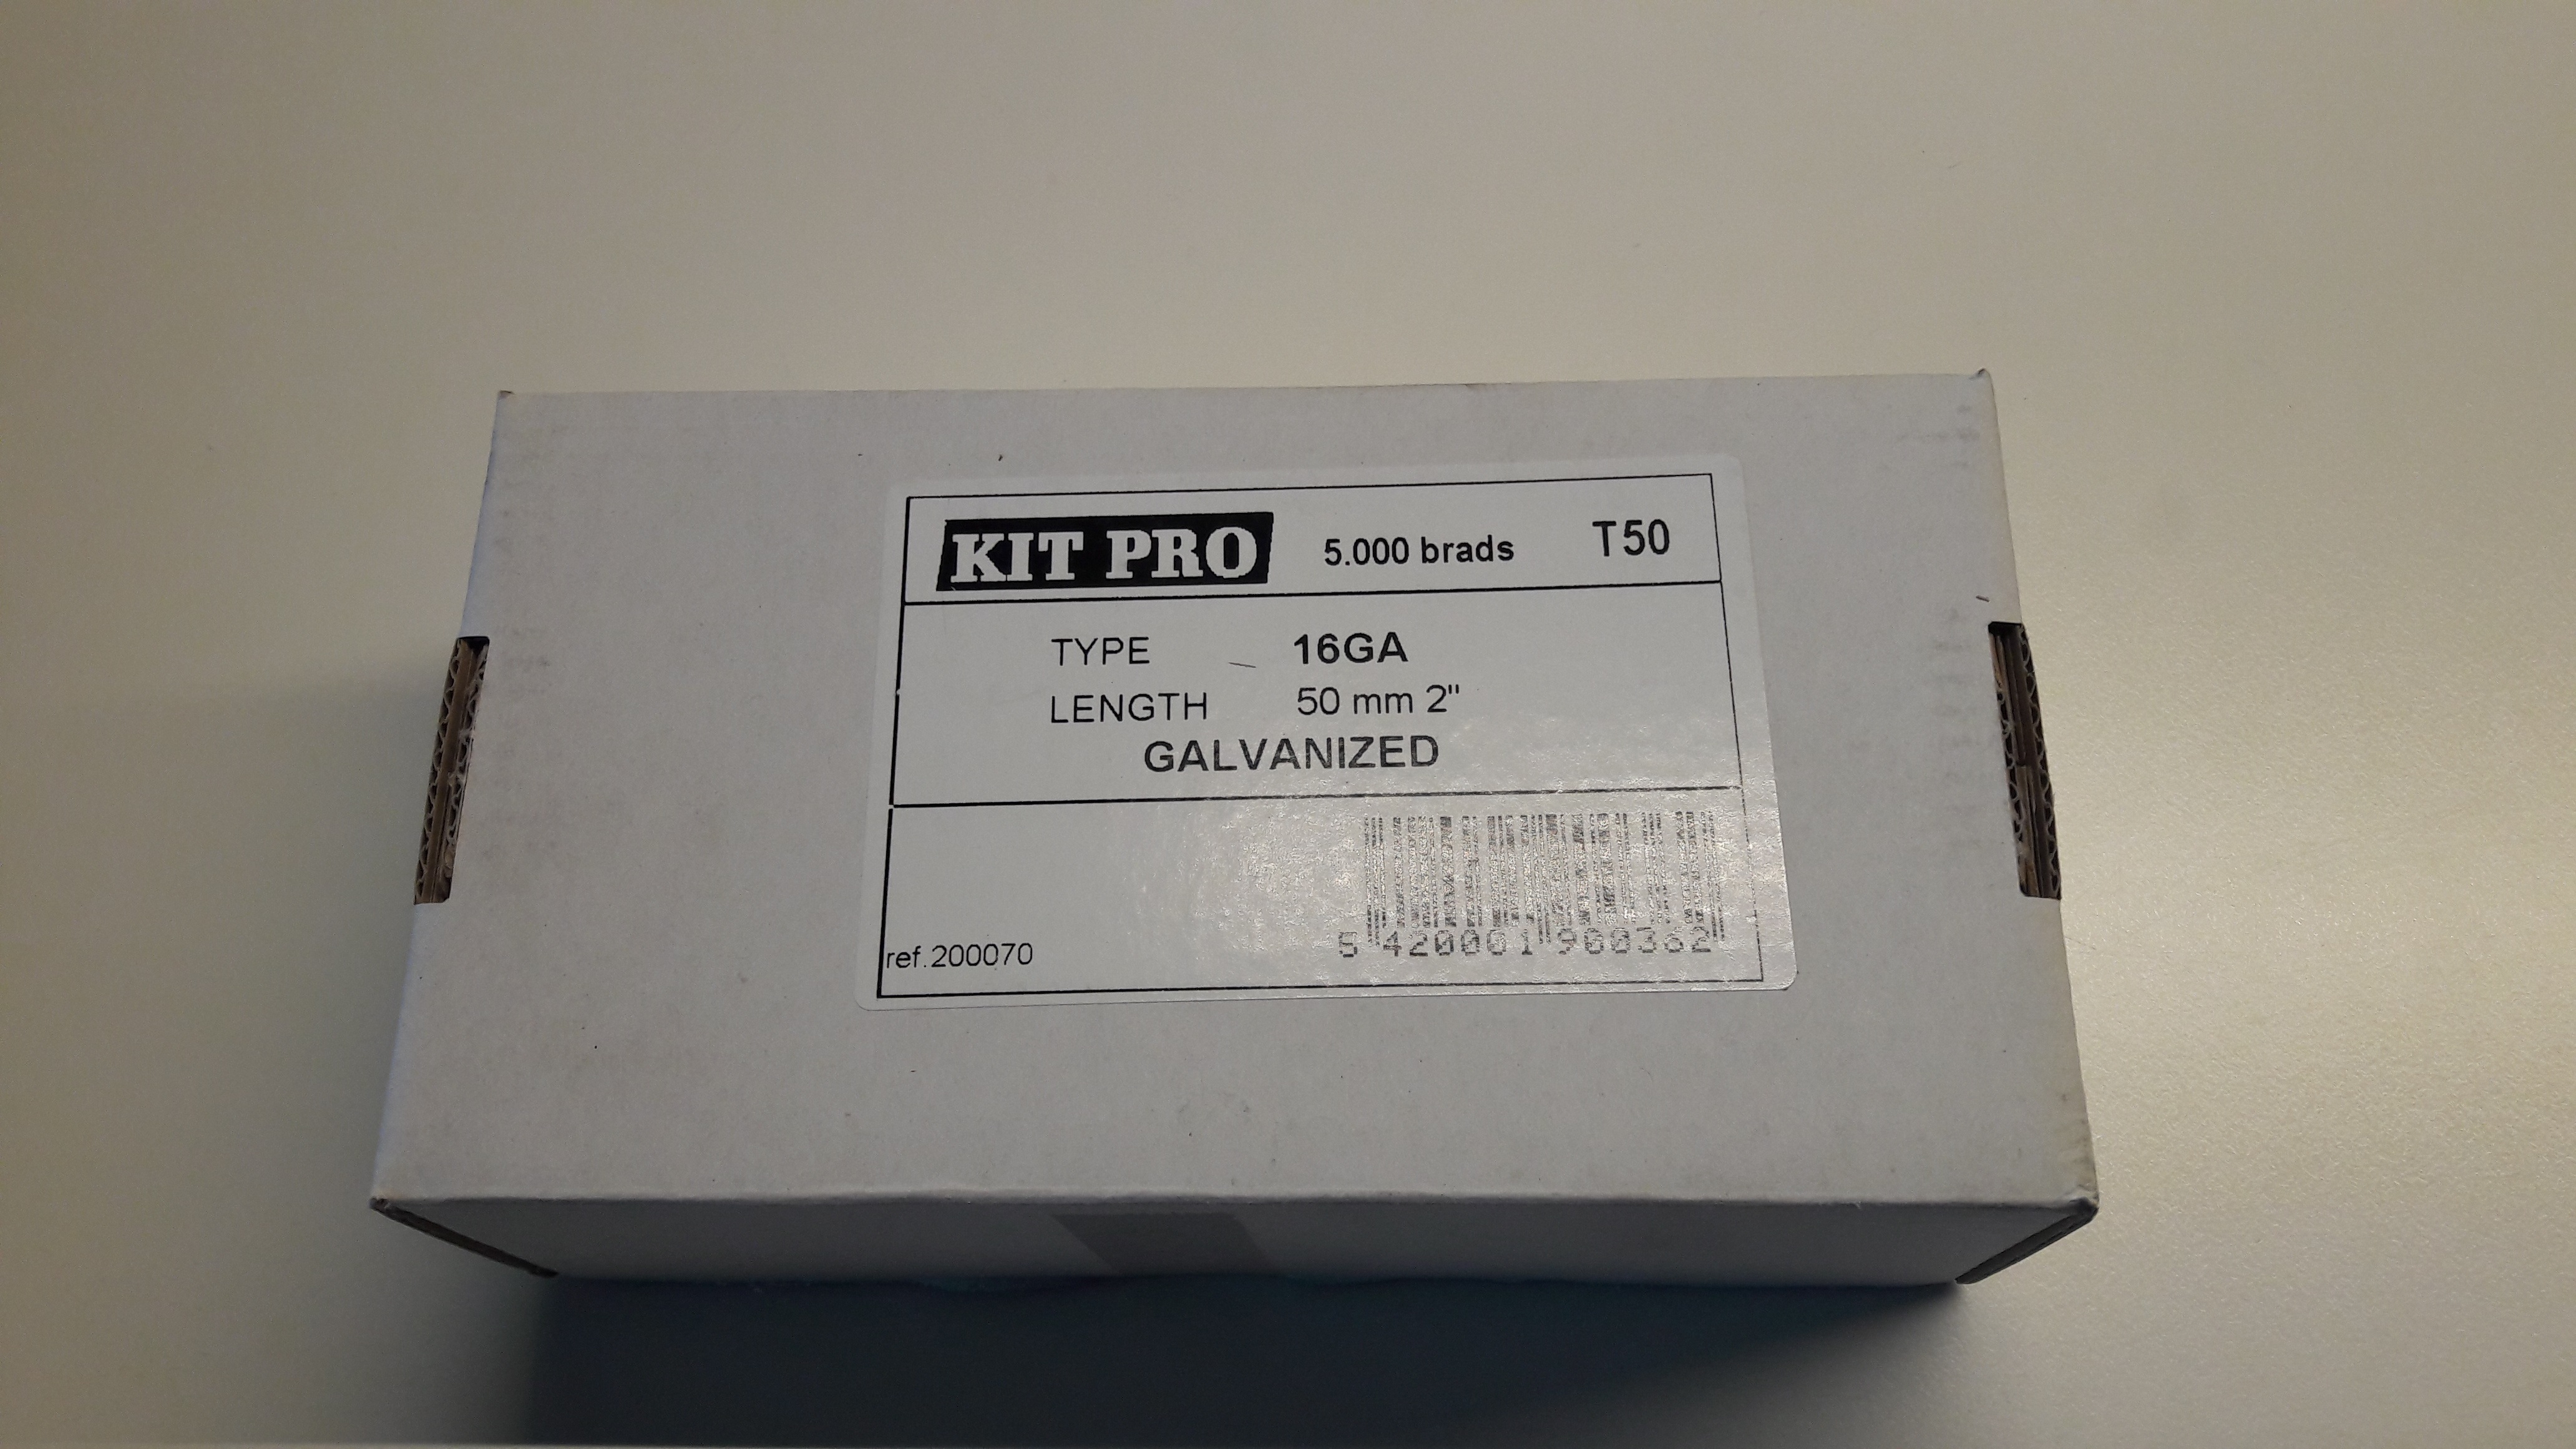 KIT PRO 5.000 brads T50
TYPE 16GA
LENGTH 50 mm 2"
GALVANIZED
ref.200070
5 420001 900362